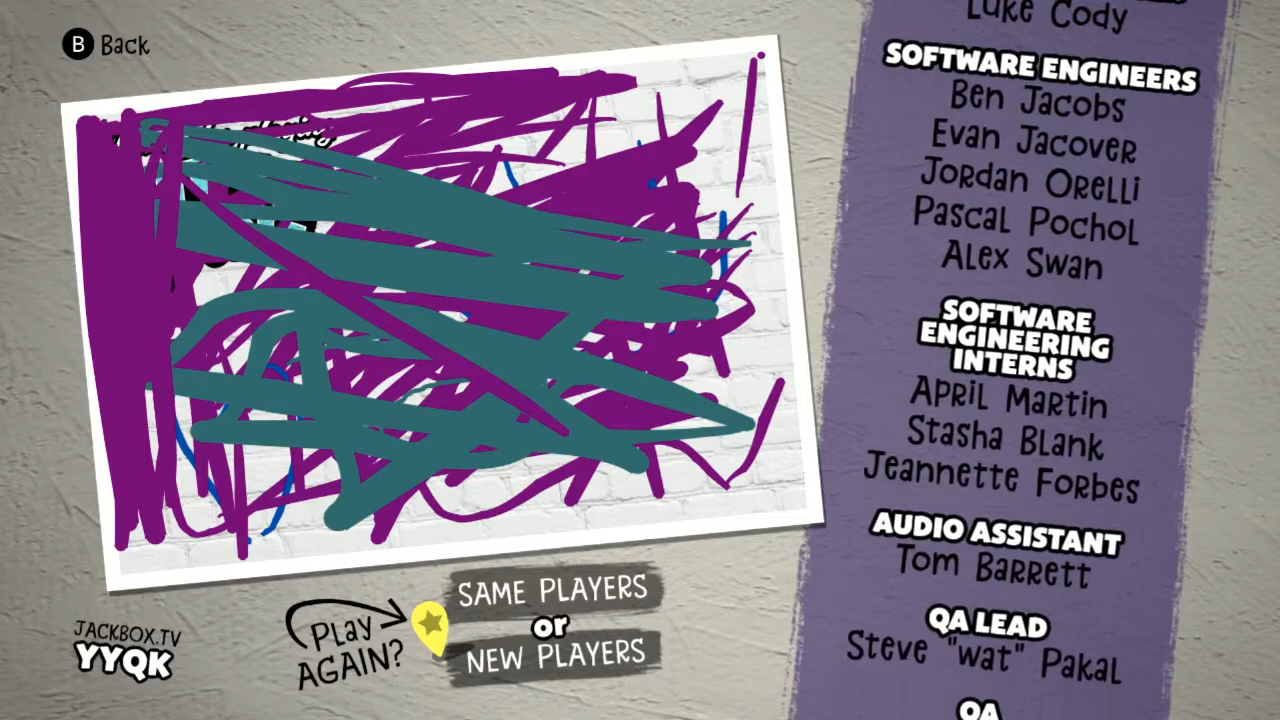 B Back
Luke Cody
SOFTWARE ENGINEERS
Ben Jacobs
Evan Jacover
Jordan Orelli
Pascal Pochol
Alex Swan
SOFTWARE
ENGINEERING
INTERNS
April Martin
Stasha Blank
Jeannette Forbes
AUDIO ASSISTANT
Tom Barrett
QA LEAD
Steve "wat" Pakal
QA
JACKBOX.TV
YYQK
PLAY
AGAIN?
SAME PLAYERS
or
NEW PLAYERS